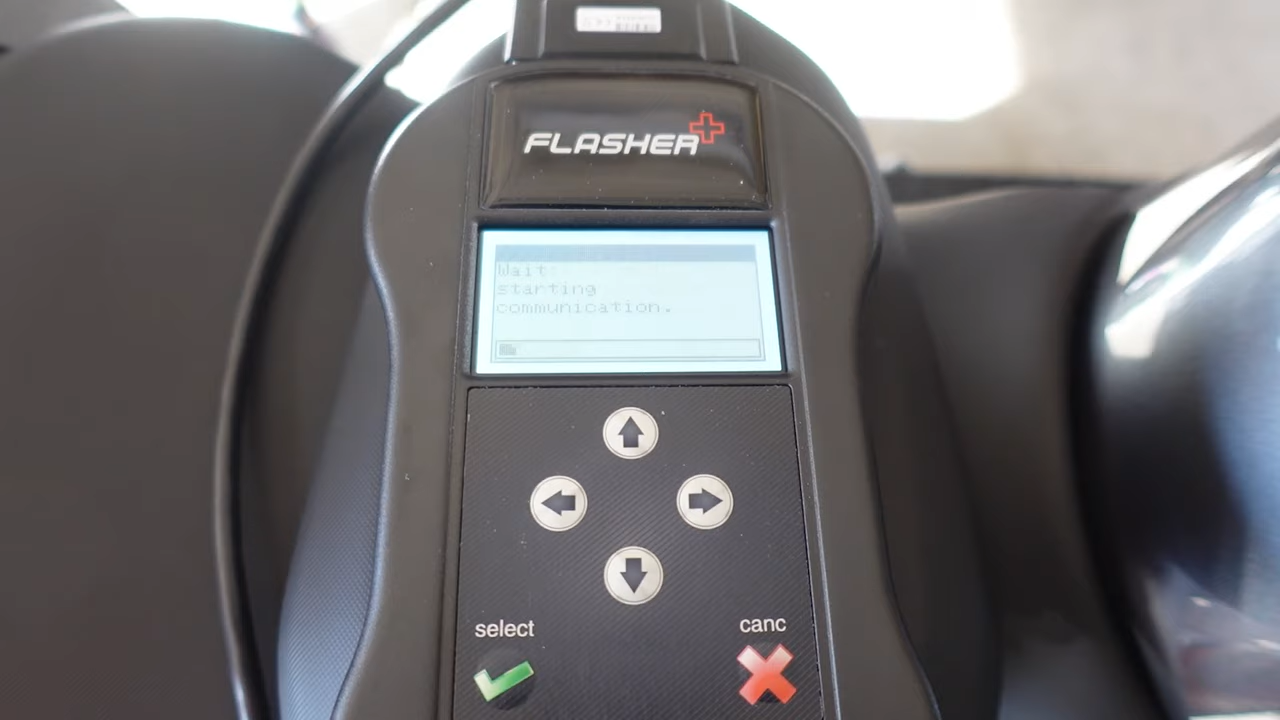 FLASHER
Wait
starting
communication.
select
canc